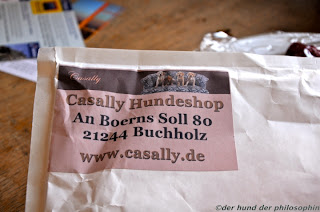 Casally
Casally Hundeshop
An Boerns Soll 80
21244 Buchholz
www.casally.de
©der hund der philosophin